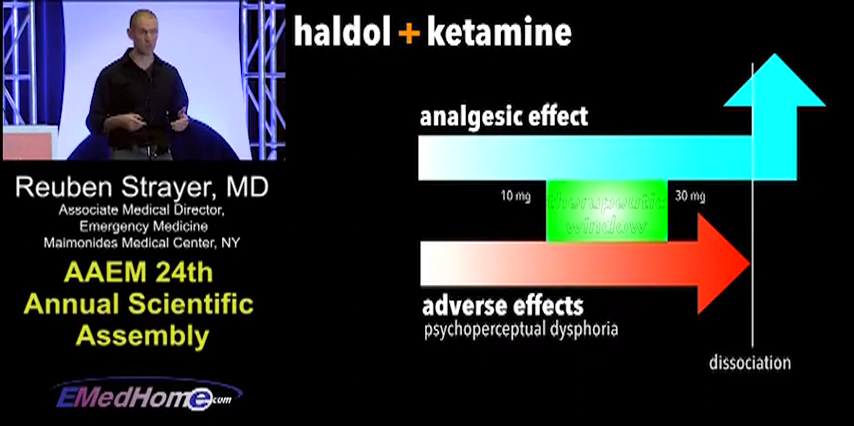 haldol + ketamine
analgesic effect
10 mg
30 mg
therapeutic
window
adverse effects
psychoperceptual dysphoria
dissociation
Reuben Strayer, MD
Associate Medical Director,
Emergency Medicine
Maimonides Medical Center, NY
AAEM 24th
Annual Scientific
Assembly
EMedHome.com